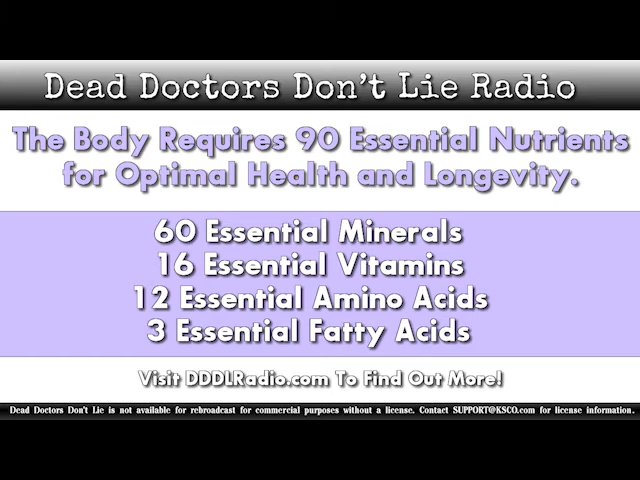 Dead Doctors Don't Lie Radio
The Body Requires 90 Essential Nutrients
for Optimal Health and Longevity.
60 Essential Minerals
16 Essential Vitamins
12 Essential Amino Acids
3 Essential Fatty Acids
Visit DDDLRadio.com To Find Out More!
Dead Doctors Don't Lie is not available for rebroadcast for commercial purposes without a license. Contact SUPPORT@KSCO.com for license information.